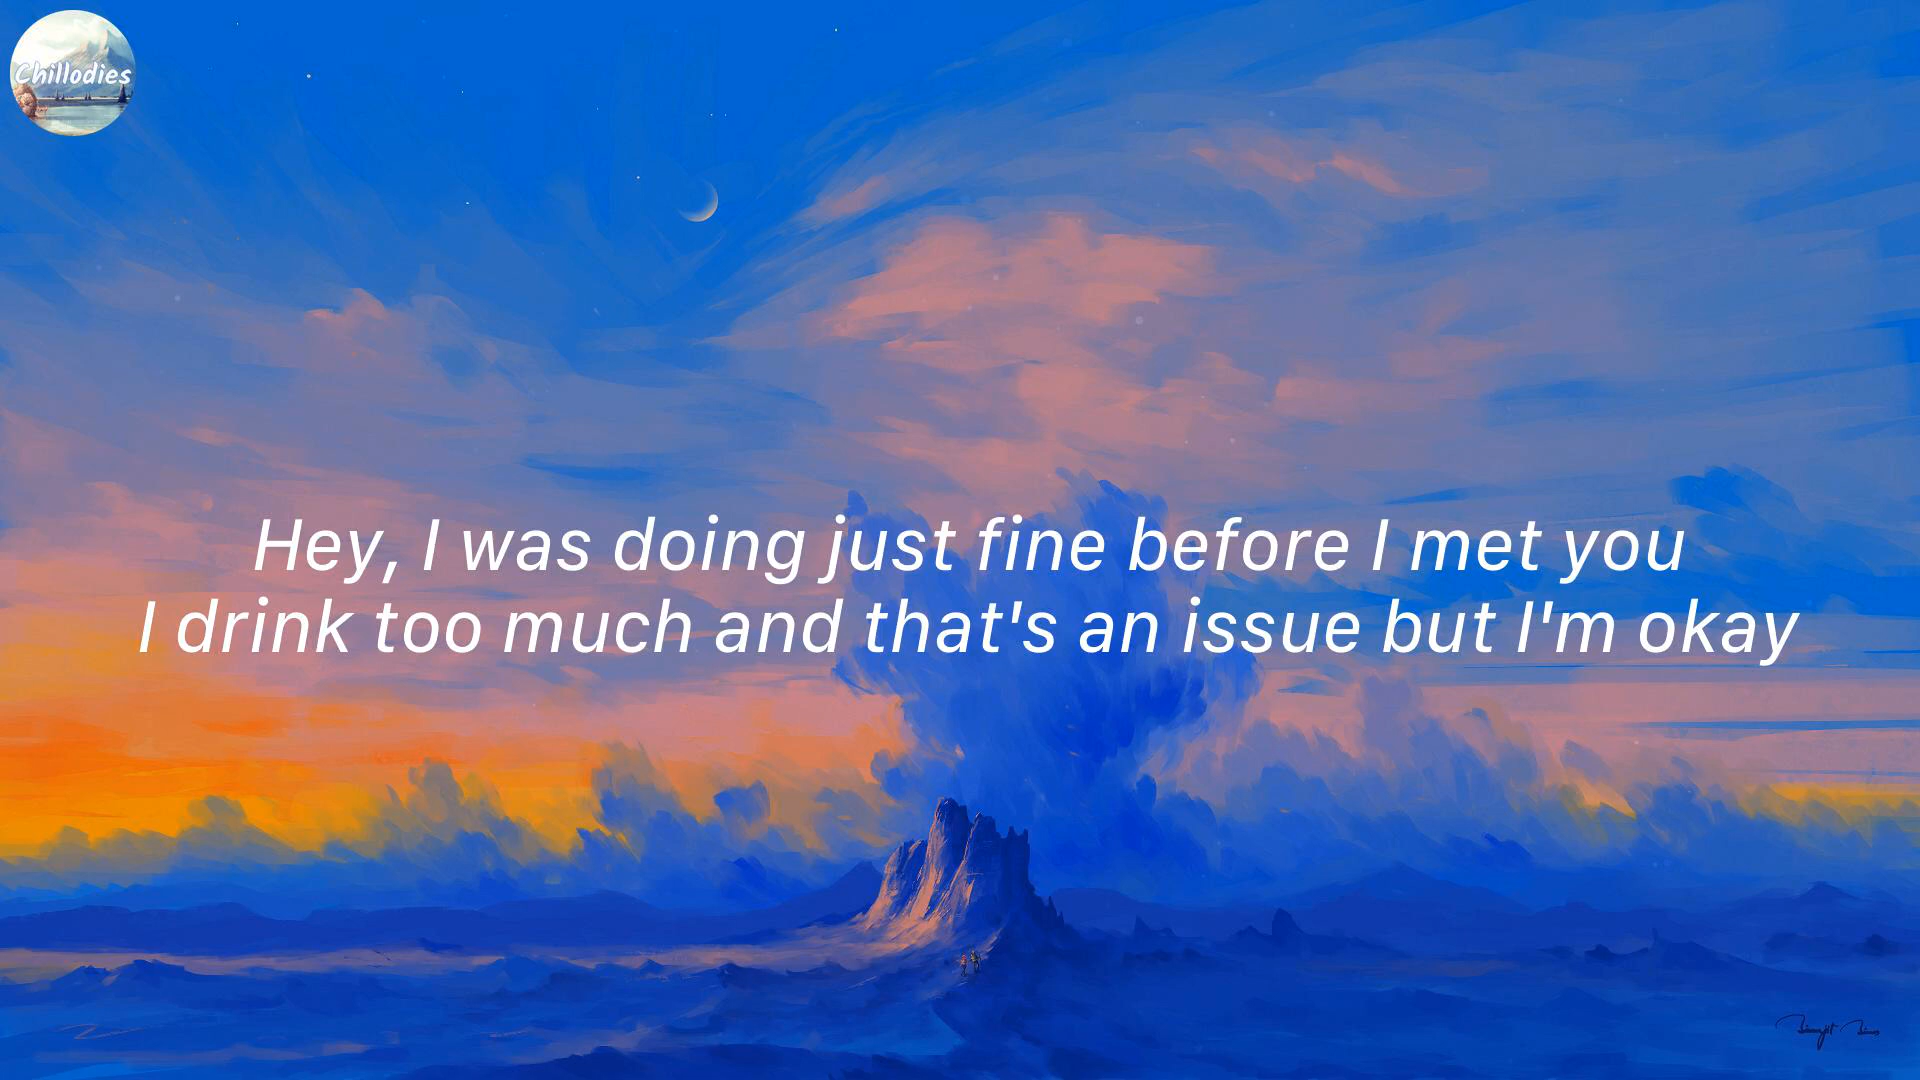 Chillodies
Hey, I was doing just fine before I met you
I drink too much and that's an issue but I'm okay